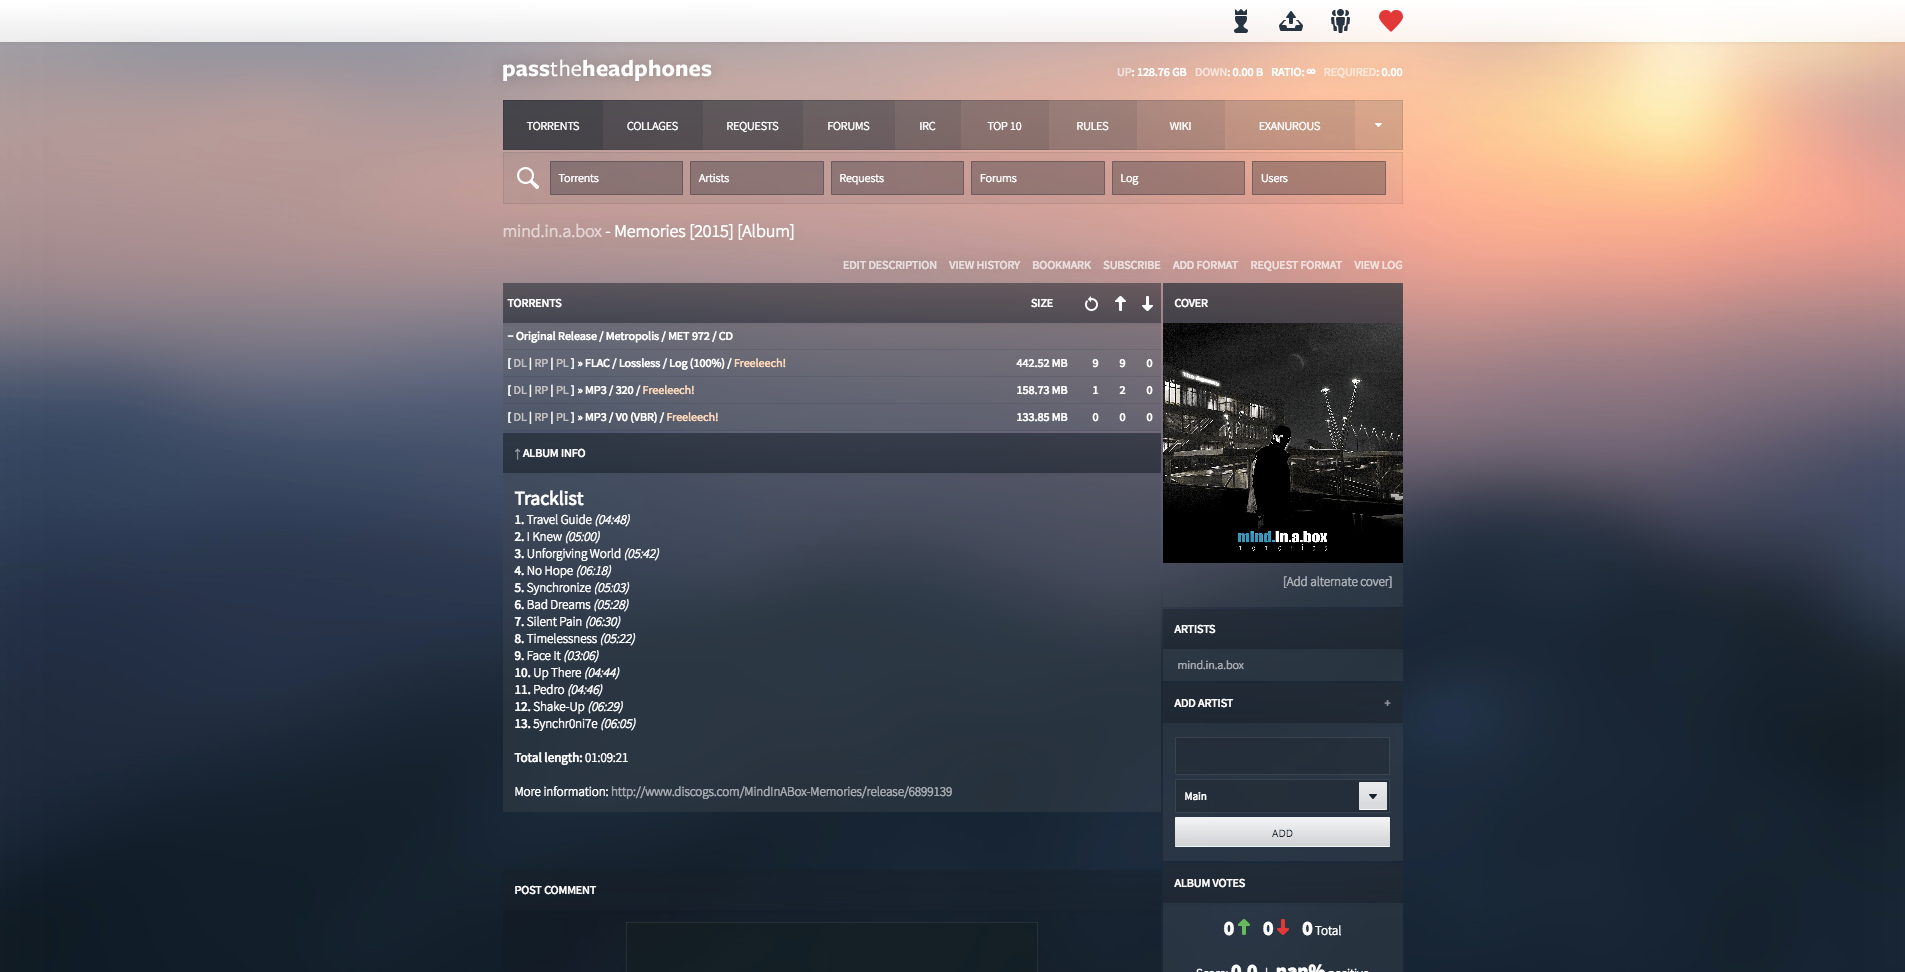 passtheheadphones
UP: 128.76 GB DOWN: 0.00 B RATIO: ∞ REQUIRED: 0.00
TORRENTS COLLAGES REQUESTS FORUMS IRC TOP 10 RULES WIKI EXANUROUS
Torrents Artists Requests Forums Log Users
mind.in.a.box - Memories [2015] [Album]
EDIT DESCRIPTION VIEW HISTORY BOOKMARK SUBSCRIBE ADD FORMAT REQUEST FORMAT VIEW LOG
TORRENTS SIZE
− Original Release / Metropolis / MET 972 / CD
[ DL | RP | PL ] » FLAC / Lossless / Log (100%) / Freeleech! 442.52 MB 9 9 0
[ DL | RP | PL ] » MP3 / 320 / Freeleech! 158.73 MB 1 2 0
[ DL | RP | PL ] » MP3 / V0 (VBR) / Freeleech! 133.85 MB 0 0 0
↑ ALBUM INFO
Tracklist
1. Travel Guide (04:48)
2. I Knew (05:00)
3. Unforgiving World (05:42)
4. No Hope (06:18)
5. Synchronize (05:03)
6. Bad Dreams (05:28)
7. Silent Pain (06:30)
8. Timelessness (05:22)
9. Face It (03:06)
10. Up There (04:44)
11. Pedro (04:46)
12. Shake-Up (06:29)
13. 5ynchr0ni7e (06:05)
Total length: 01:09:21
More information: http://www.discogs.com/MindInABox-Memories/release/6899139
POST COMMENT
COVER
mind.in.a.box
memories
[Add alternate cover]
ARTISTS
mind.in.a.box
ADD ARTIST +
Main
ADD
ALBUM VOTES
0 0 0 Total
Score: 0.0 | nan% positive